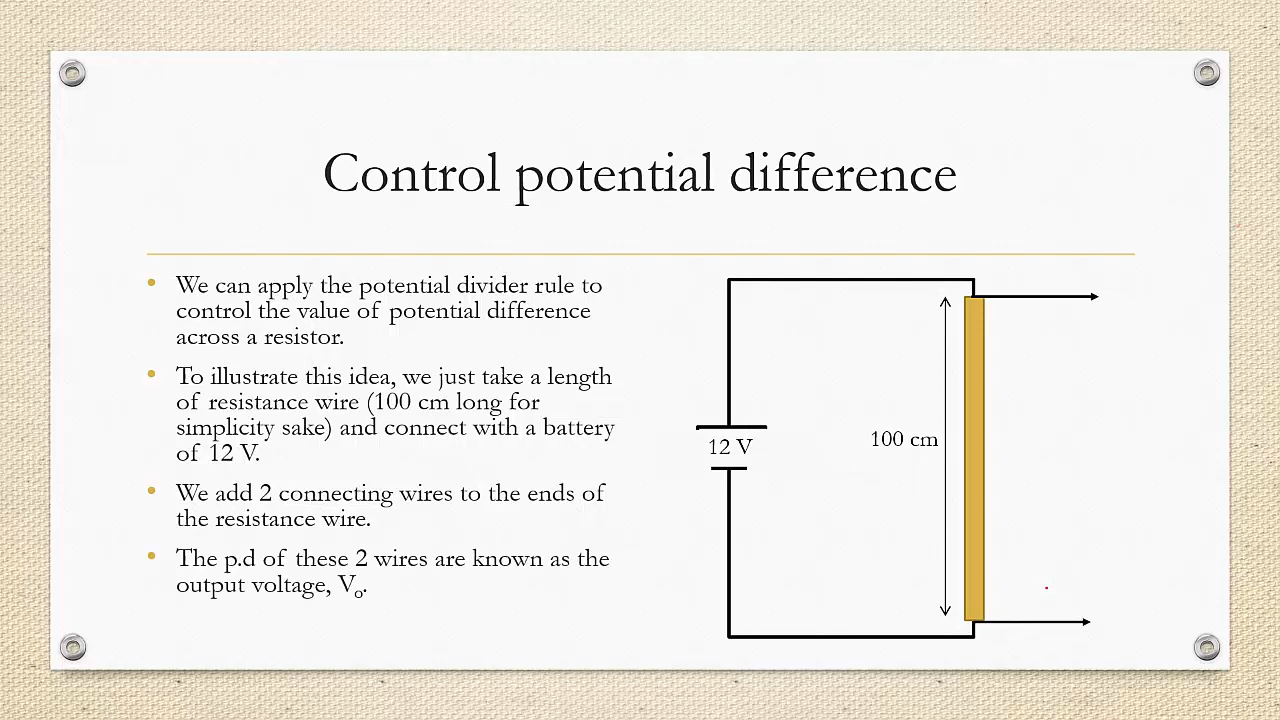 Control potential difference
• We can apply the potential divider rule to
control the value of potential difference
across a resistor.
• To illustrate this idea, we just take a length
of resistance wire (100 cm long for
simplicity sake) and connect with a battery
of 12 V.
• We add 2 connecting wires to the ends of
the resistance wire.
• The p.d of these 2 wires are known as the
output voltage, Vₒ.
12 V
100 cm